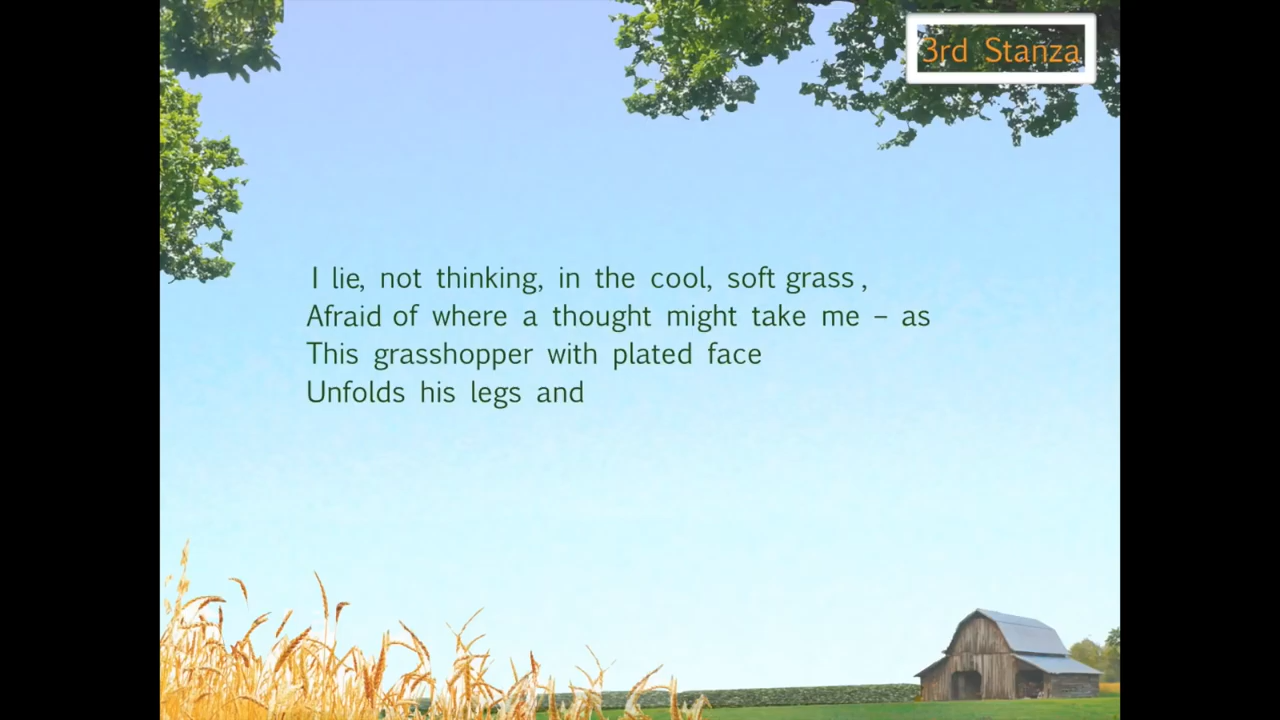 3rd Stanza
I lie, not thinking, in the cool, soft grass,
Afraid of where a thought might take me – as
This grasshopper with plated face
Unfolds his legs and